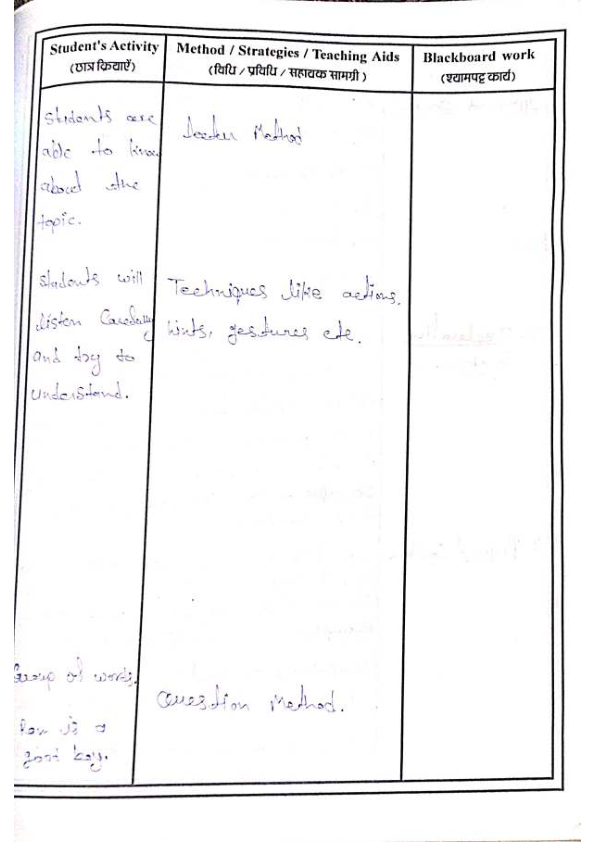 Student's Activity
(छात्र क्रियाएँ)
Method / Strategies / Teaching Aids
(विधि / प्रविधि / सहायक सामग्री)
Blackboard work
(श्यामपट्ट कार्य)
Students are
able to know
about the
topic.
Method
Students will
listen Carefully
and try to
understand.
Techniques like actions,
hints, gestures etc.
Group of words.
Ram is a
good boy.
Question Method.